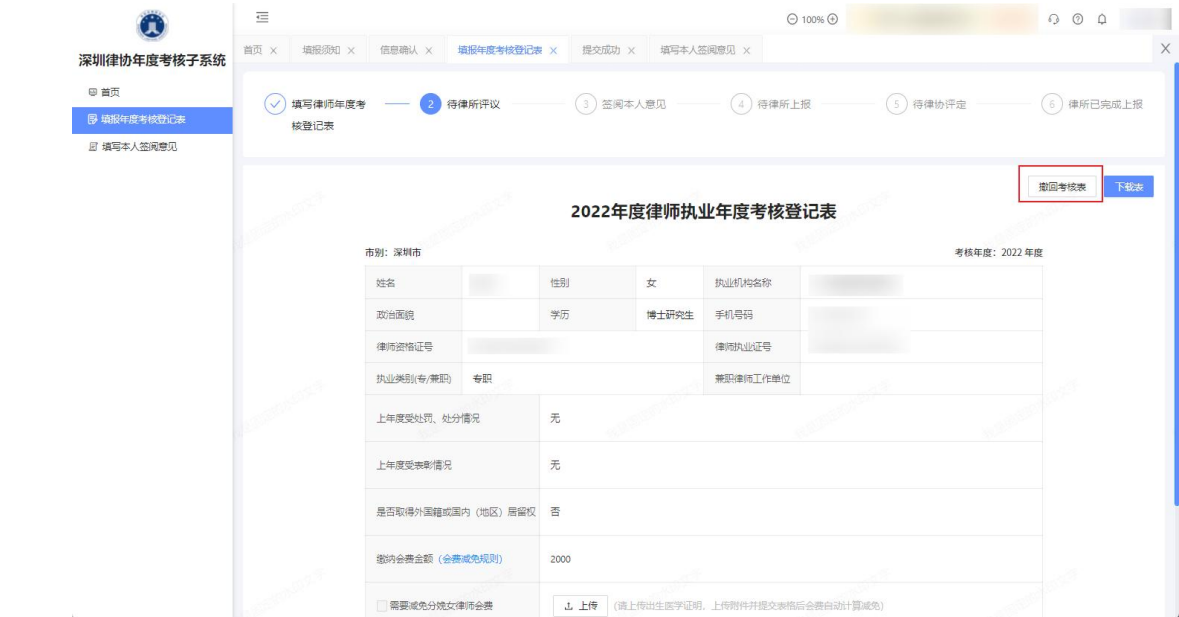 100%
深圳律协年度考核子系统
首页
填报年度考核登记表
填写本人签阅意见
首页 × 填报须知 × 信息确认 × 填报年度考核登记表 × 提交成功 × 填写本人签阅意见 ×
填写律师年度考核登记表
2 待律所评议
3 签阅本人意见
4 待律所上报
5 待律协评定
6 律所已完成上报
撤回考核表 下载表
2022年度律师执业年度考核登记表
市别：深圳市 考核年度：2022 年度
姓名 性别 女 执业机构名称
政治面貌 学历 博士研究生 手机号码
律师资格证号 律师执业证号
执业类别(专/兼职) 专职 兼职律师工作单位
上年度受处罚、处分情况 无
上年度受表彰情况 无
是否取得外国籍或国内（地区）居留权 否
缴纳会费金额（会费减免规则） 2000
需要减免分娩女律师会费 上传 (请上传出生医学证明，上传附件并提交表格后会费自动计算减免)